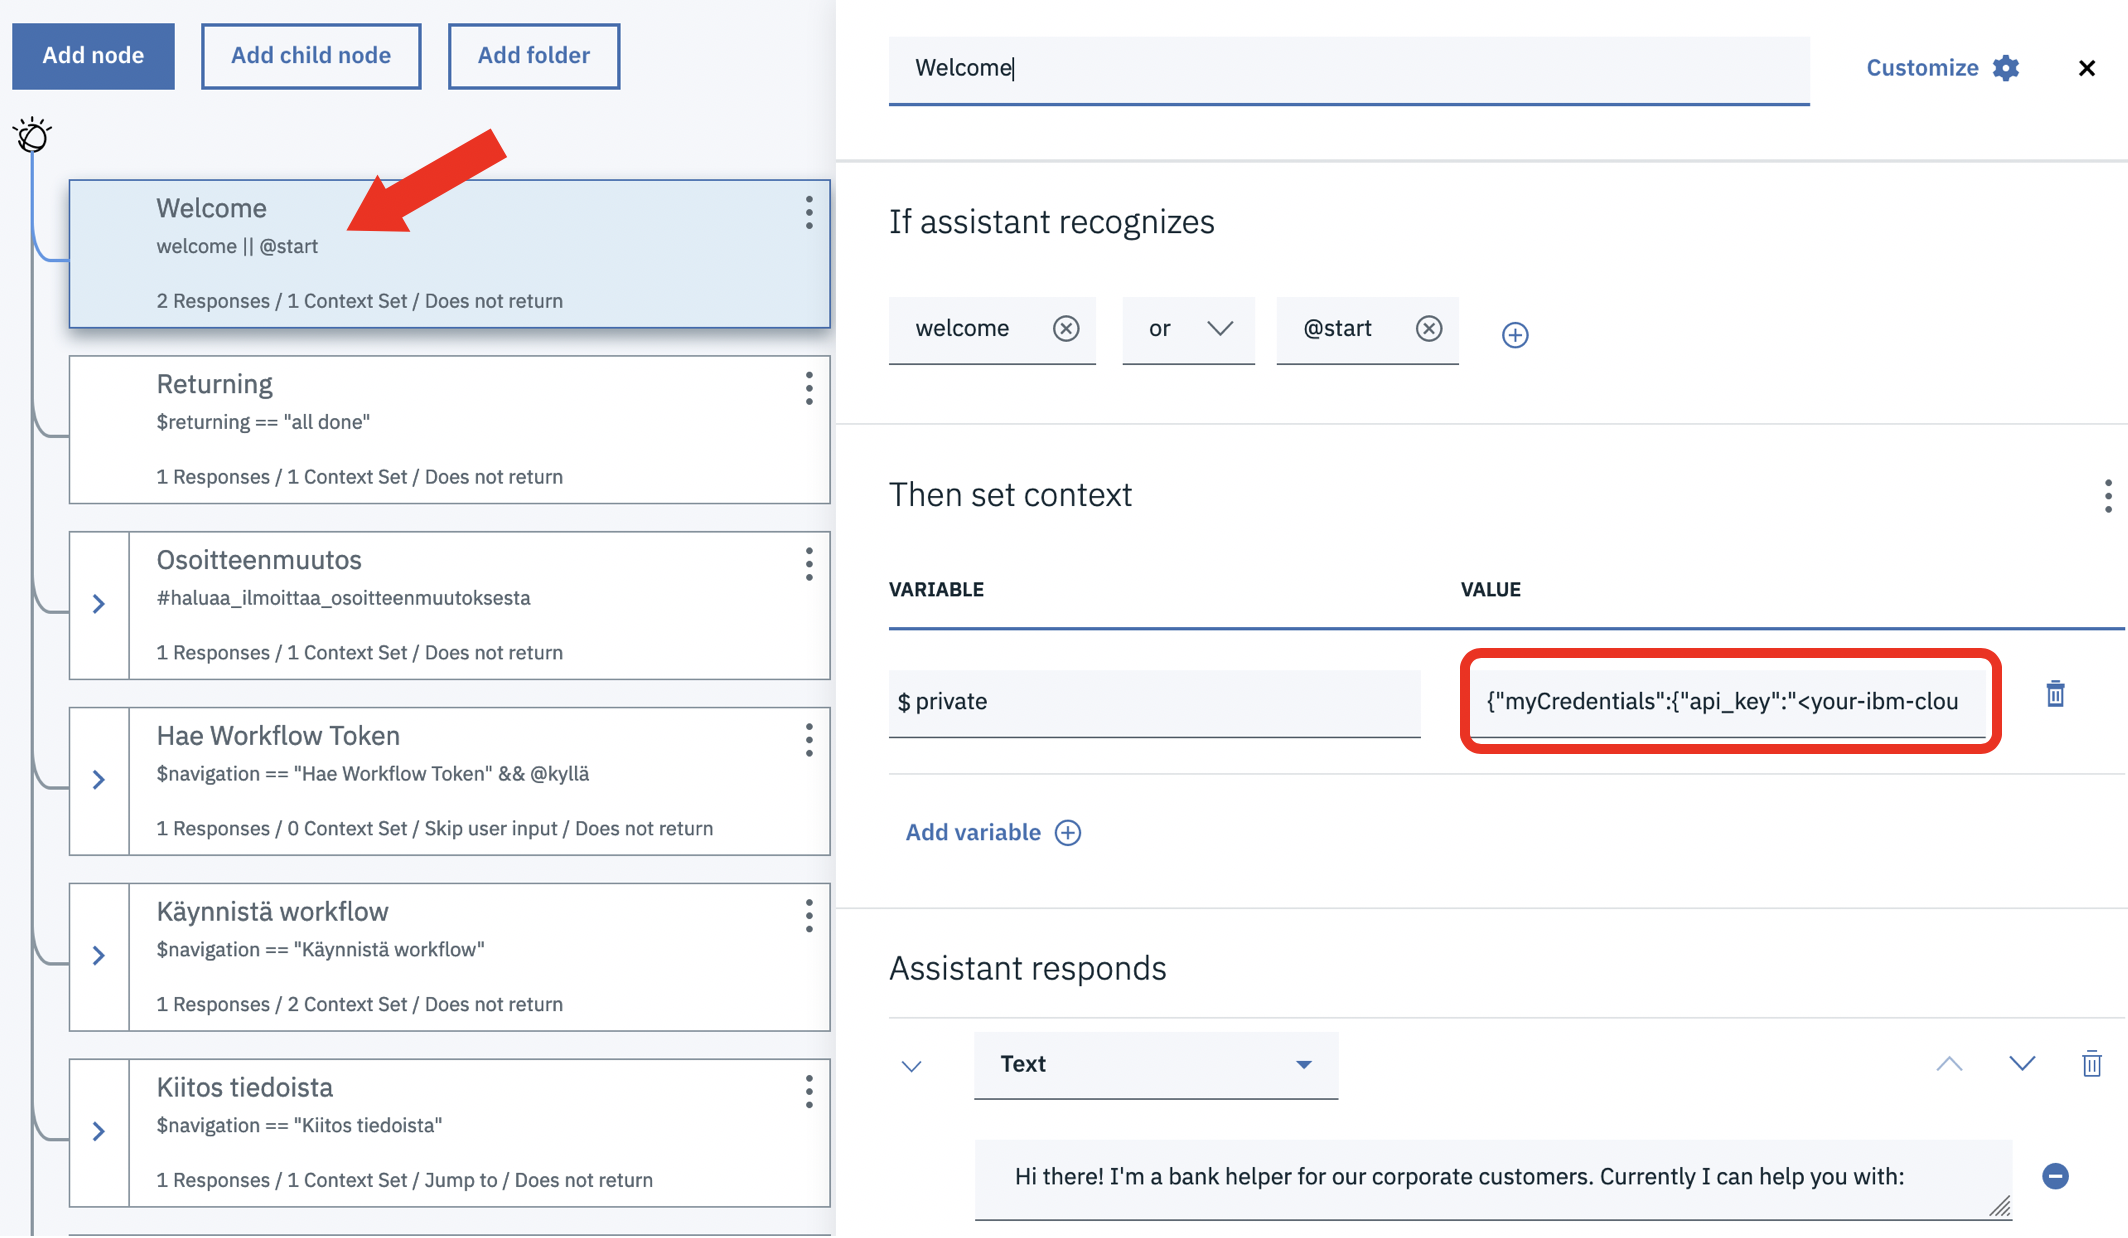 Add node
Add child node
Add folder
Welcome
welcome || @start
2 Responses / 1 Context Set / Does not return
Returning
$returning == "all done"
1 Responses / 1 Context Set / Does not return
Osoitteenmuutos
#haluaa_ilmoittaa_osoitteenmuutoksesta
1 Responses / 1 Context Set / Does not return
Hae Workflow Token
$navigation == "Hae Workflow Token" && @kyllä
1 Responses / 0 Context Set / Skip user input / Does not return
Käynnistä workflow
$navigation == "Käynnistä workflow"
1 Responses / 2 Context Set / Does not return
Kiitos tiedoista
$navigation == "Kiitos tiedoista"
1 Responses / 1 Context Set / Jump to / Does not return
Welcome
Customize
If assistant recognizes
welcome or @start
Then set context
VARIABLE VALUE
$ private {"myCredentials":{"api_key":"<your-ibm-clou
Add variable
Assistant responds
Text
Hi there! I'm a bank helper for our corporate customers. Currently I can help you with: